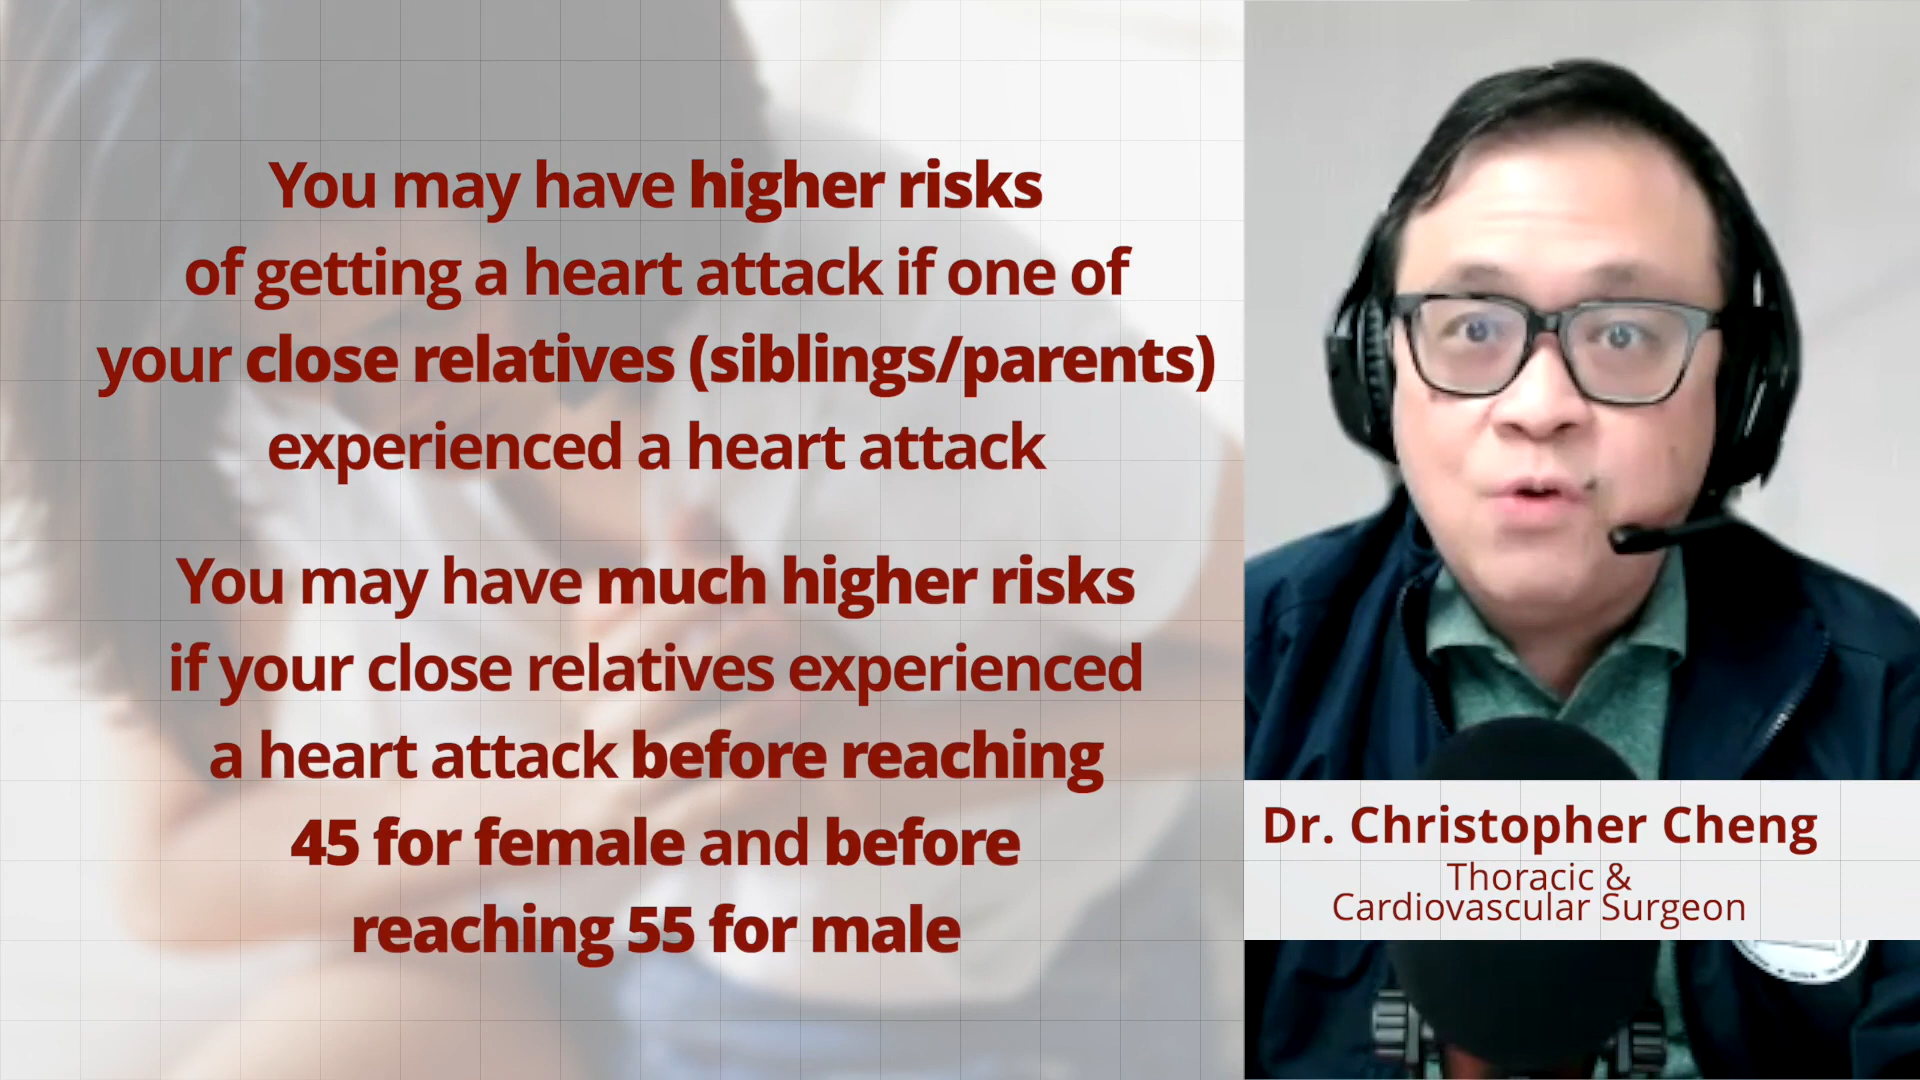 You may have higher risks
of getting a heart attack if one of
your close relatives (siblings/parents)
experienced a heart attack
You may have much higher risks
if your close relatives experienced
a heart attack before reaching
45 for female and before
reaching 55 for male
Dr. Christopher Cheng
Thoracic &
Cardiovascular Surgeon